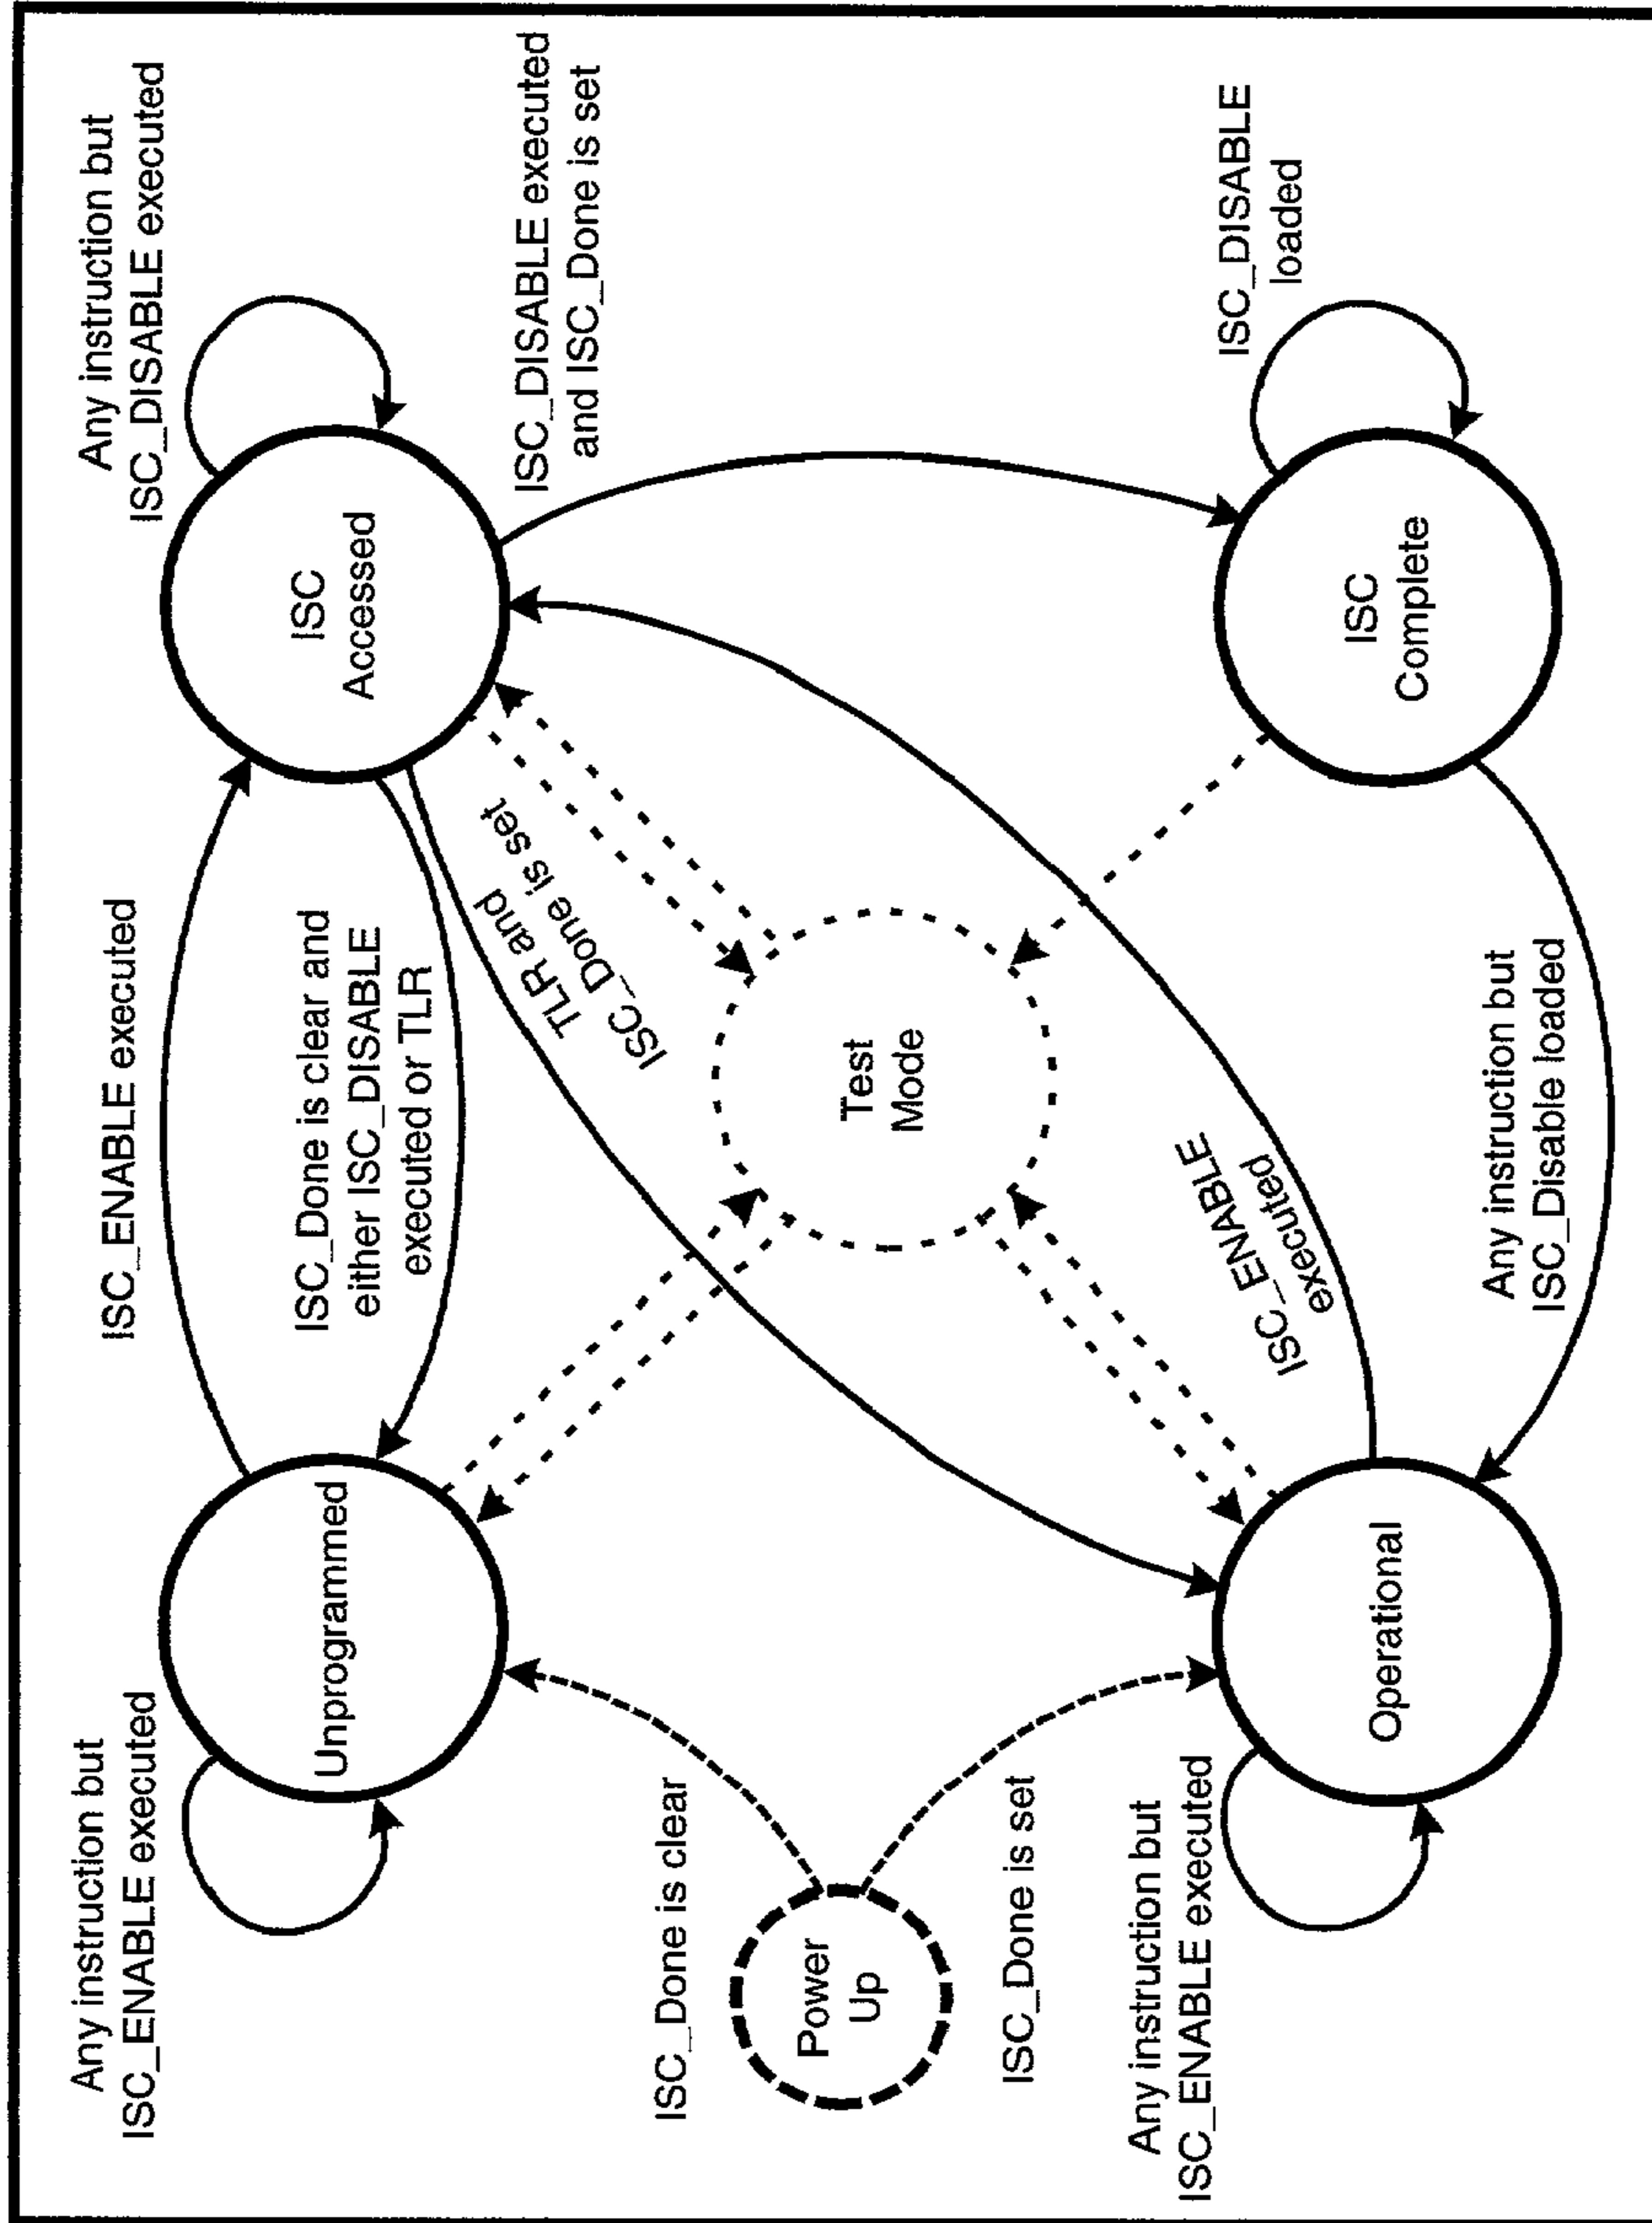 Any instruction but
ISC_ENABLE executed
Unprogrammed
ISC_ENABLE executed
ISC_Done is clear and
either ISC_DISABLE
executed or TLR
Any instruction but
ISC_DISABLE executed
ISC
Accessed
ISC_DISABLE executed
and ISC_Done is set
TLR and
ISC_Done is set
ISC_Done is clear
Power
Up
ISC_Done is set
Test
Mode
ISC_ENABLE
executed
Any instruction but
ISC_ENABLE executed
Operational
Any instruction but
ISC_Disable loaded
ISC
Complete
ISC_DISABLE
loaded